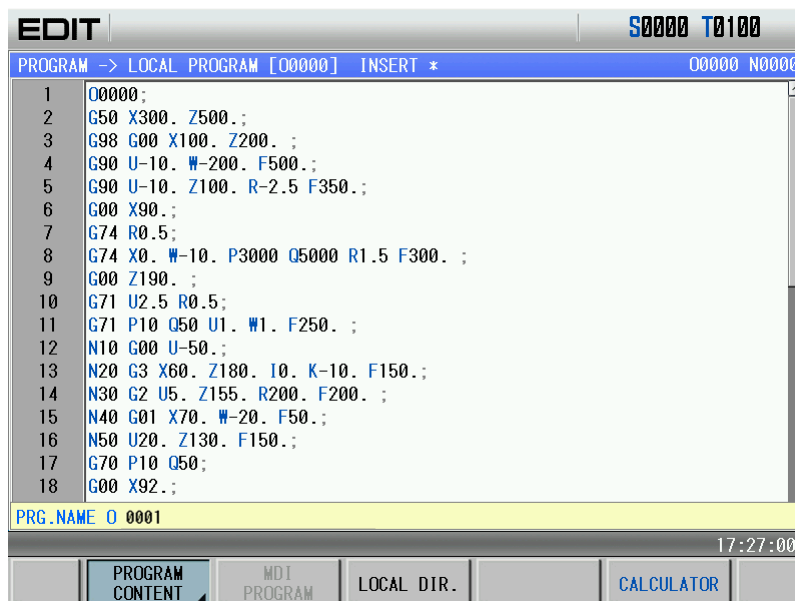 EDIT S0000 T0100
PROGRAM -> LOCAL PROGRAM [O0000] INSERT * O0000 N0000
1 O0000;
2 G50 X300. Z500.;
3 G98 G00 X100. Z200. ;
4 G90 U-10. W-200. F500.;
5 G90 U-10. Z100. R-2.5 F350.;
6 G00 X90.;
7 G74 R0.5;
8 G74 X0. W-10. P3000 Q5000 R1.5 F300. ;
9 G00 Z190. ;
10 G71 U2.5 R0.5;
11 G71 P10 Q50 U1. W1. F250. ;
12 N10 G00 U-50.;
13 N20 G3 X60. Z180. I0. K-10. F150.;
14 N30 G2 U5. Z155. R200. F200. ;
15 N40 G01 X70. W-20. F50.;
16 N50 U20. Z130. F150.;
17 G70 P10 Q50;
18 G00 X92.;
PRG.NAME O 0001
17:27:00
PROGRAM CONTENT
MDI PROGRAM
LOCAL DIR.
CALCULATOR